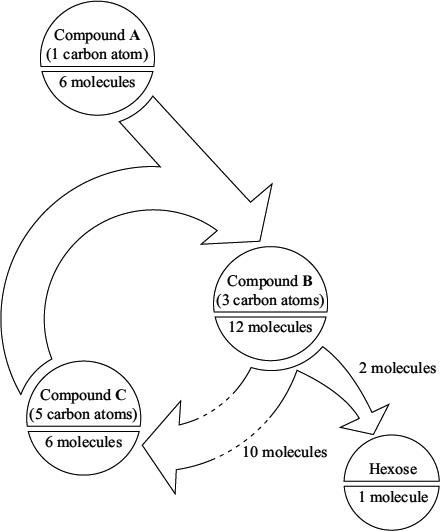 Compound A
(1 carbon atom)
6 molecules
Compound B
(3 carbon atoms)
12 molecules
2 molecules
Compound C
(5 carbon atoms)
6 molecules
10 molecules
Hexose
1 molecule